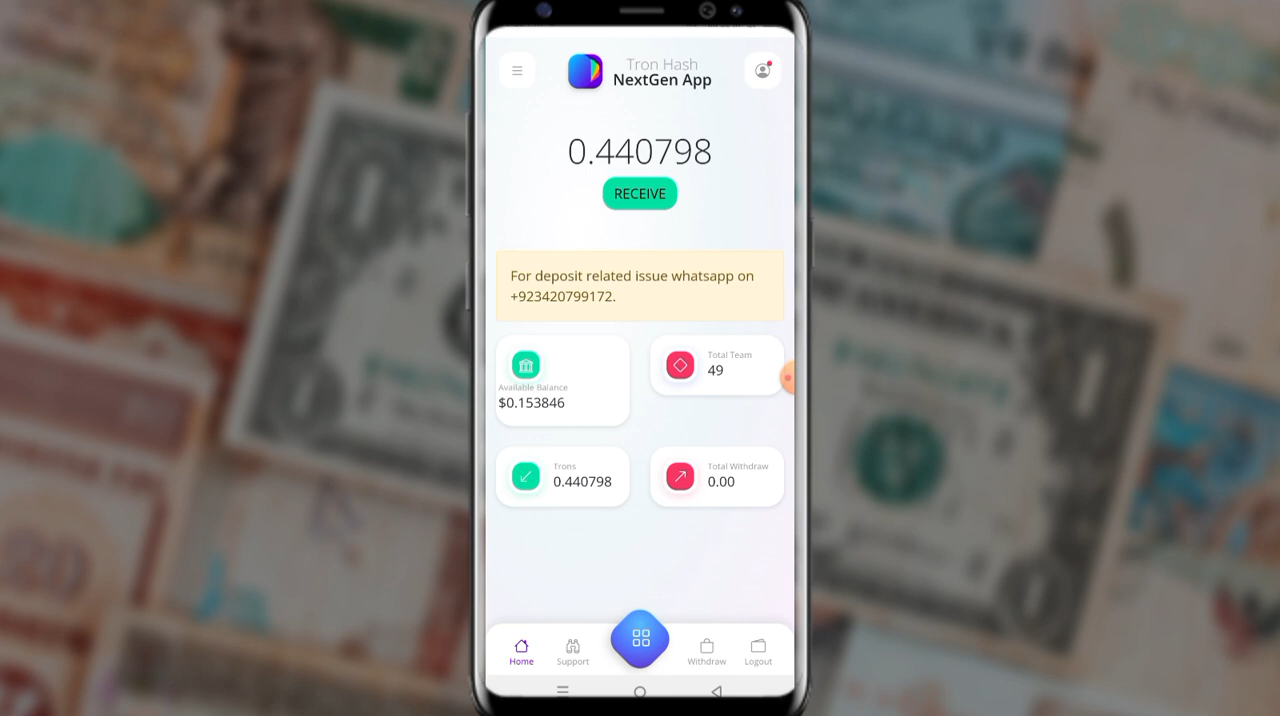 Tron Hash
NextGen App
0.440798
RECEIVE
For deposit related issue whatsapp on
+923420799172.
Available Balance
$0.153846
Total Team
49
Trons
0.440798
Total Withdraw
0.00
Home
Support
Withdraw
Logout